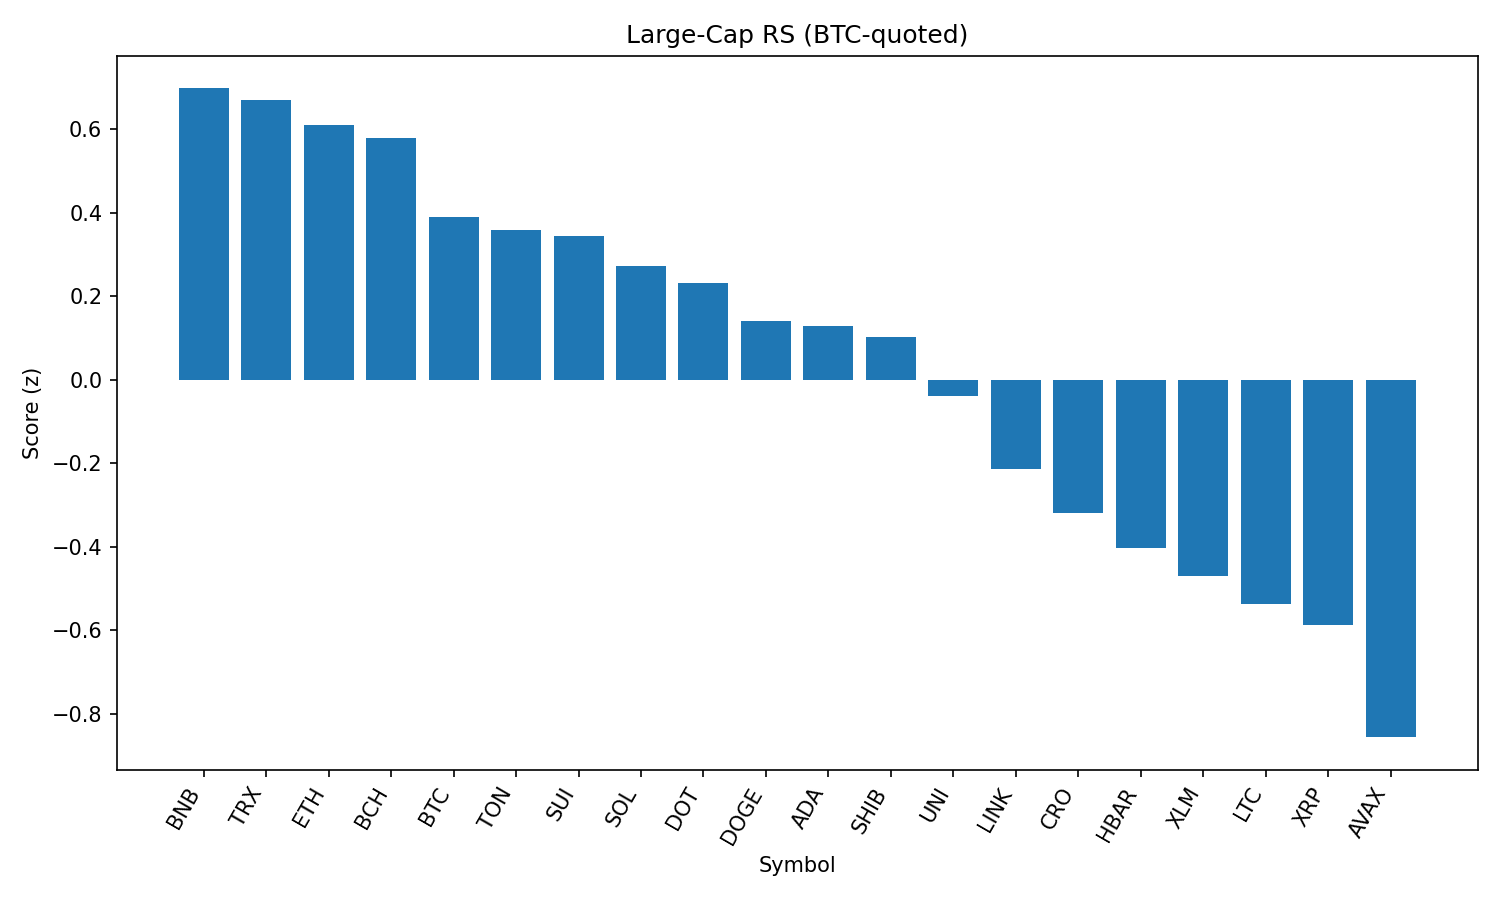 Large-Cap RS (BTC-quoted)
Score (z)
0.6
0.4
0.2
0.0
−0.2
−0.4
−0.6
−0.8
BNB
TRX
ETH
BCH
BTC
TON
SUI
SOL
DOT
DOGE
ADA
SHIB
UNI
LINK
CRO
HBAR
XLM
LTC
XRP
AVAX
Symbol